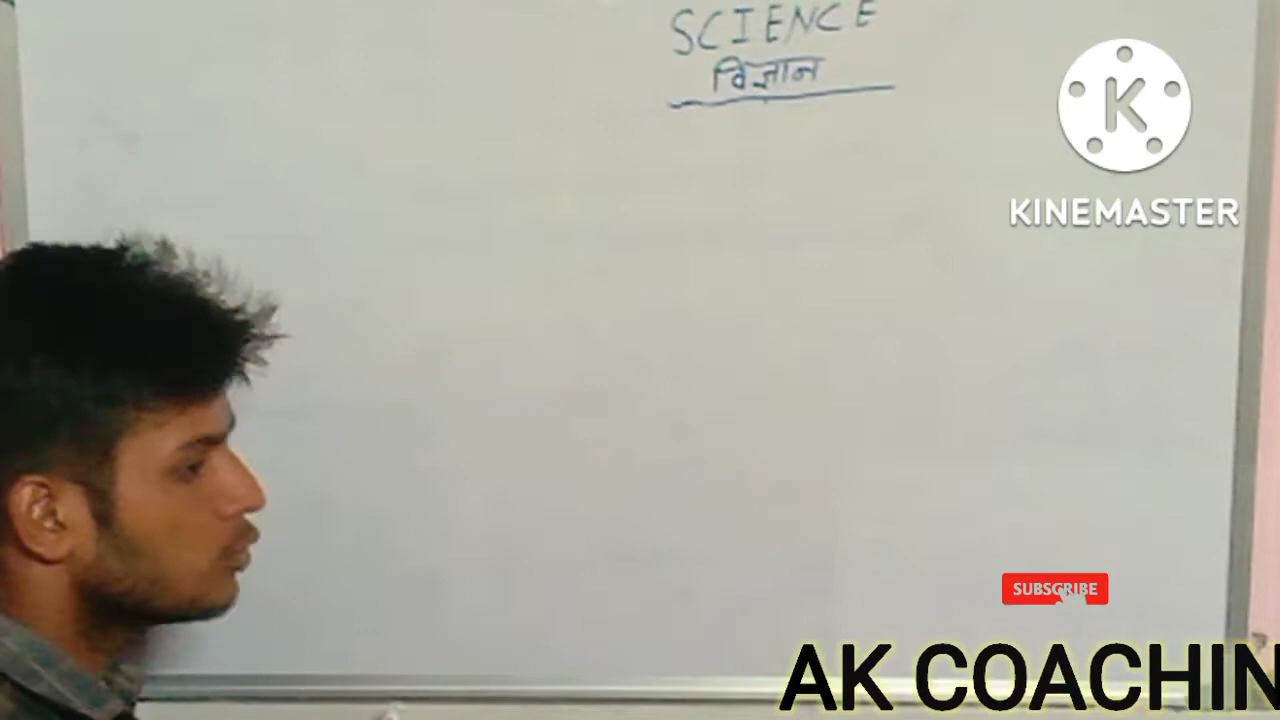 SCIENCE
विज्ञान
K
KINEMASTER
SUBSCRIBE
AK COACHIN